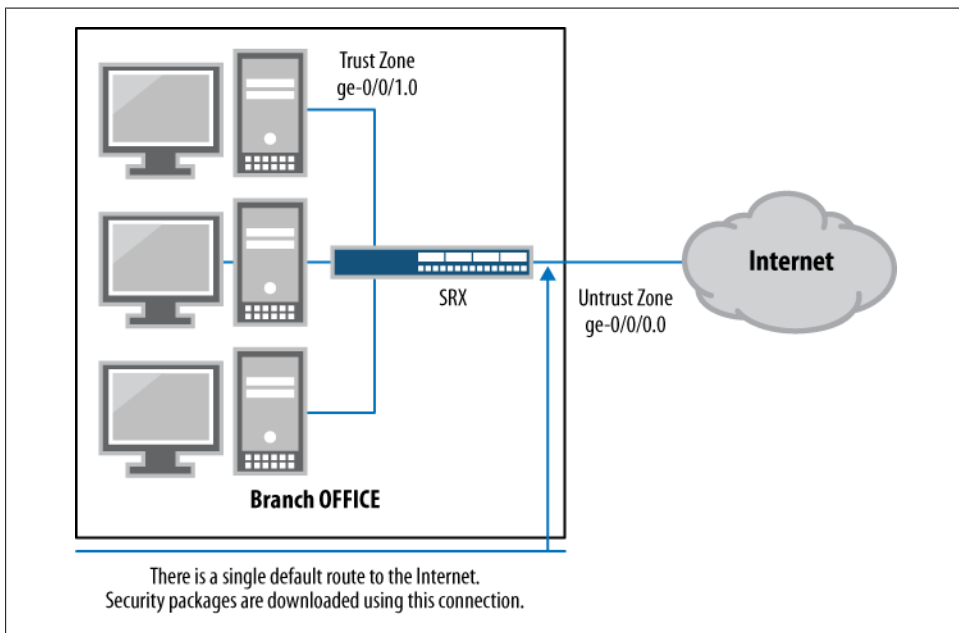 Trust Zone
ge-0/0/1.0
SRX
Untrust Zone
ge-0/0/0.0
Internet
Branch OFFICE
There is a single default route to the Internet.
Security packages are downloaded using this connection.